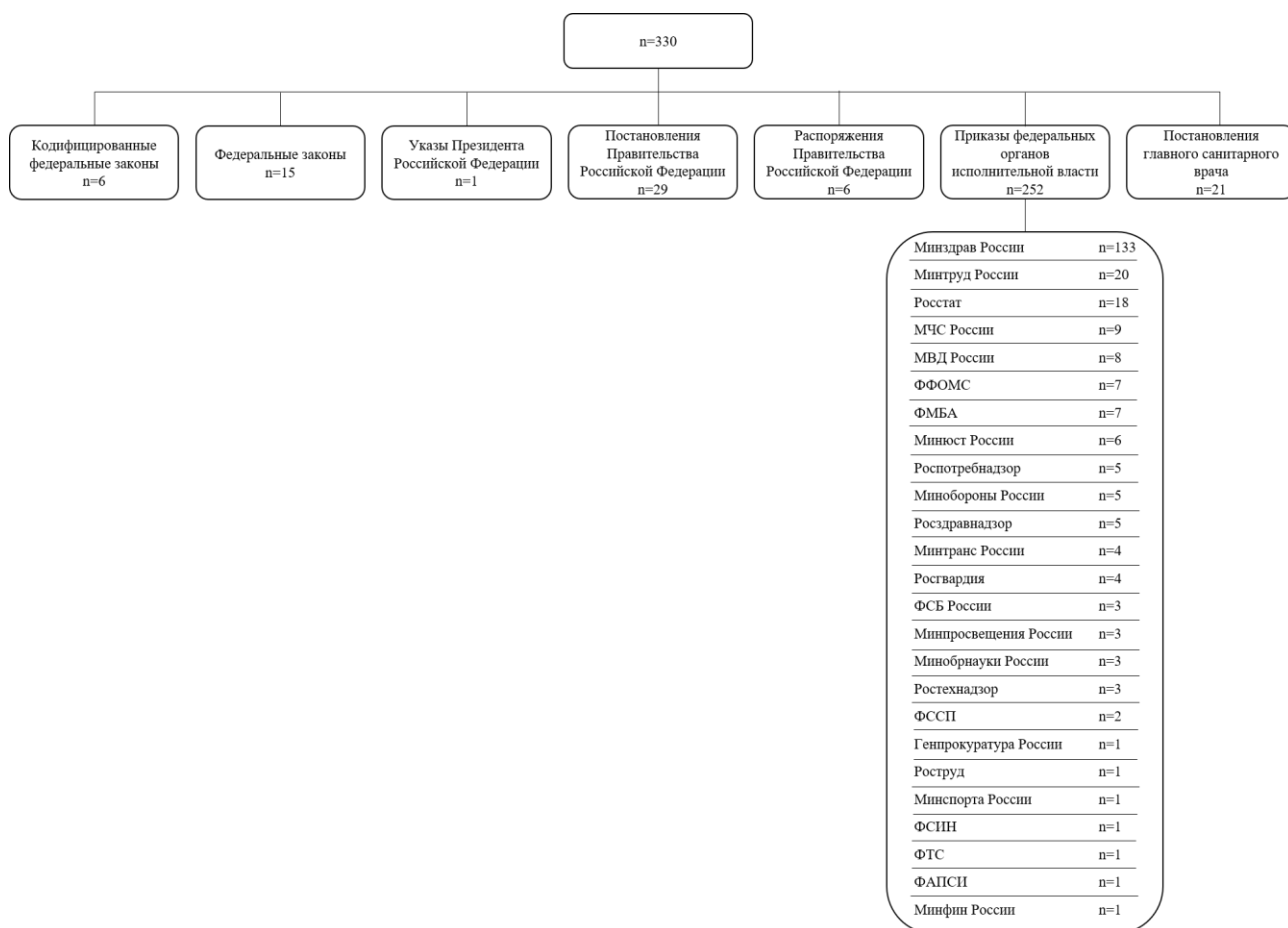 n=330
Кодифицированные
федеральные законы
n=6
Федеральные законы
n=15
Указы Президента
Российской Федерации
n=1
Постановления
Правительства
Российской Федерации
n=29
Распоряжения
Правительства
Российской Федерации
n=6
Приказы федеральных
органов
исполнительной власти
n=252
Постановления
главного санитарного
врача
n=21
Минздрав России n=133
Минтруд России n=20
Росстат n=18
МЧС России n=9
МВД России n=8
ФФОМС n=7
ФМБА n=7
Минюст России n=6
Роспотребнадзор n=5
Минобороны России n=5
Росздравнадзор n=5
Минтранс России n=4
Росгвардия n=4
ФСБ России n=3
Минпросвещения России n=3
Минобрнауки России n=3
Ростехнадзор n=3
ФССП n=2
Генпрокуратура России n=1
Роструд n=1
Минспорта России n=1
ФСИН n=1
ФТС n=1
ФАПСИ n=1
Минфин России n=1